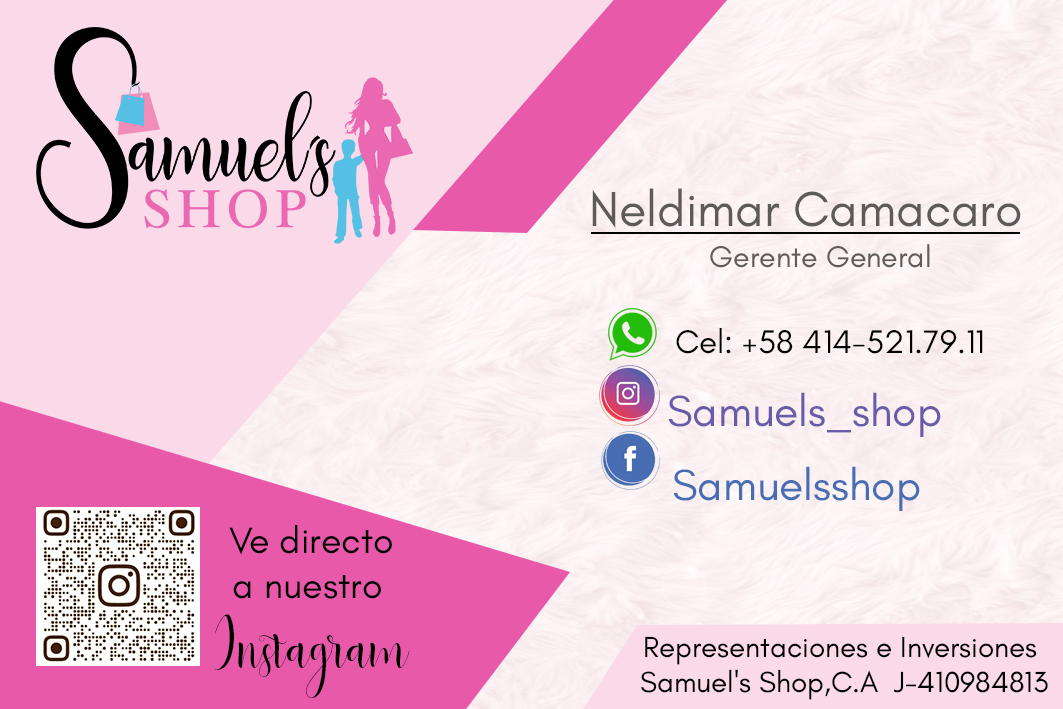 Samuel's
SHOP
Neldimar Camacaro
Gerente General
Cel: +58 414-521.79.11
Samuels_shop
Samuelsshop
Ve directo
a nuestro
Instagram
Representaciones e Inversiones
Samuel's Shop,C.A J-410984813